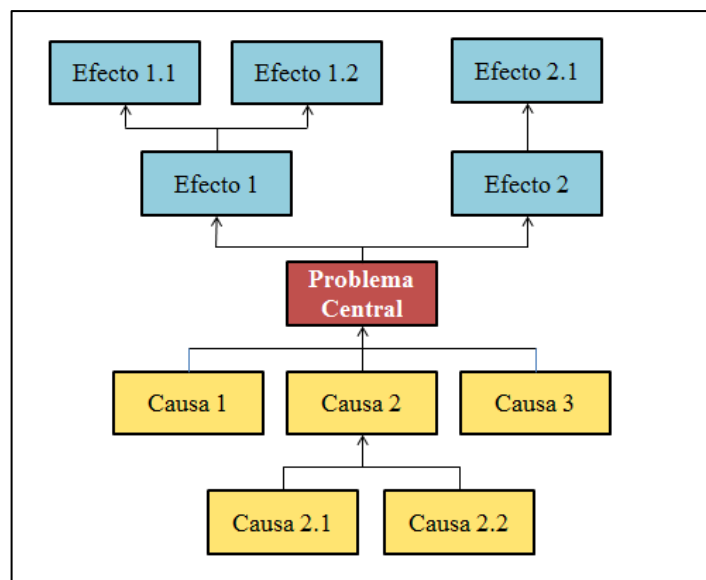 Efecto 1.1
Efecto 1.2
Efecto 2.1
Efecto 1
Efecto 2
Problema
Central
Causa 1
Causa 2
Causa 3
Causa 2.1
Causa 2.2